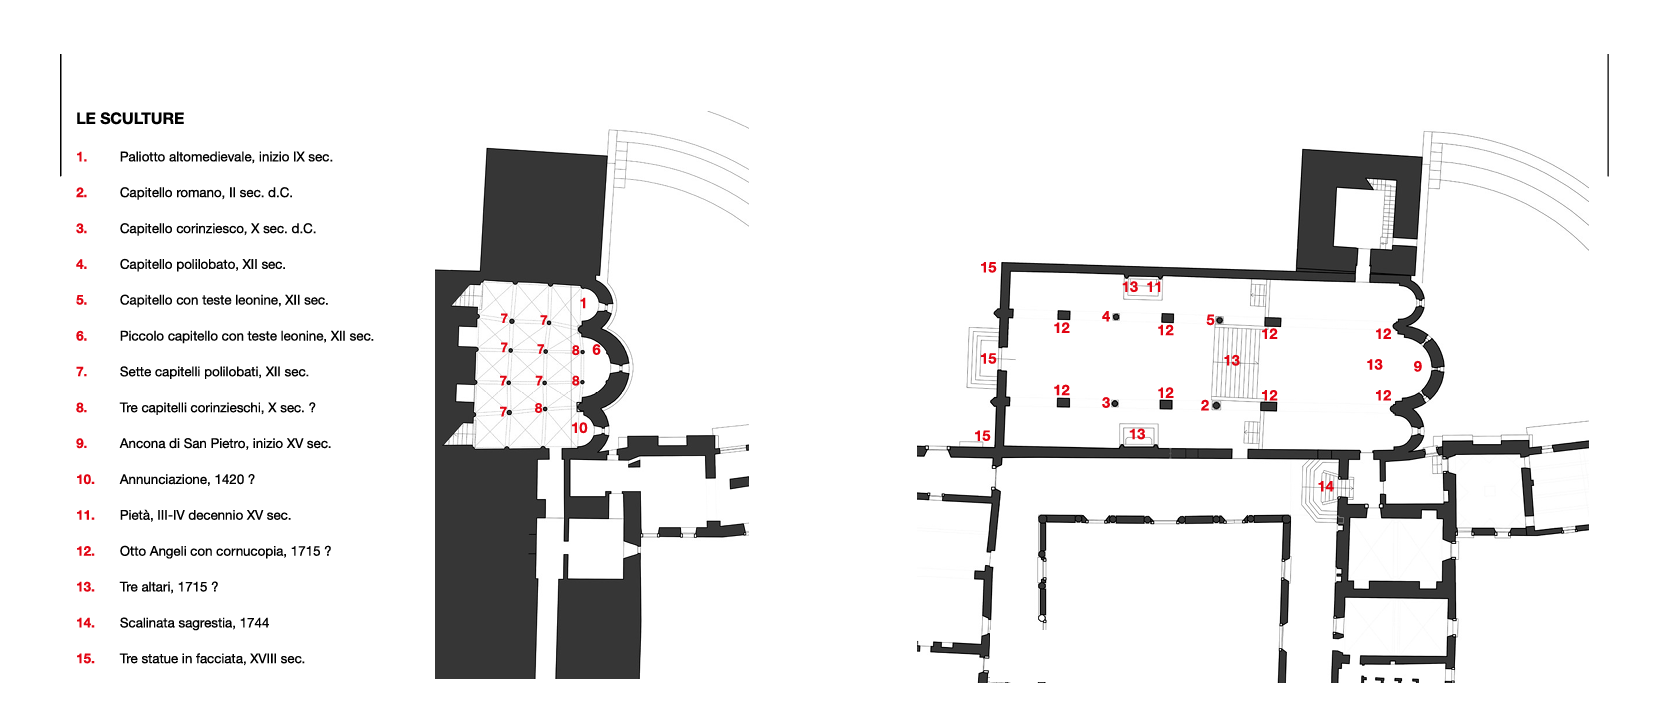 LE SCULTURE
1. Paliotto altomedievale, inizio IX sec.
2. Capitello romano, II sec. d.C.
3. Capitello corinziesco, X sec. d.C.
4. Capitello polilobato, XII sec.
5. Capitello con teste leonine, XII sec.
6. Piccolo capitello con teste leonine, XII sec.
7. Sette capitelli polilobati, XII sec.
8. Tre capitelli corinzieschi, X sec. ?
9. Ancona di San Pietro, inizio XV sec.
10. Annunciazione, 1420 ?
11. Pietà, III-IV decennio XV sec.
12. Otto Angeli con cornucopia, 1715 ?
13. Tre altari, 1715 ?
14. Scalinata sagrestia, 1744
15. Tre statue in facciata, XVIII sec.
1
7 7
7 7 8 6
7 7 8
7 8
10
15
13 11
4 5
12 12 12 12
15 13 13 9
12 12 12 12
3 2
15 13
14